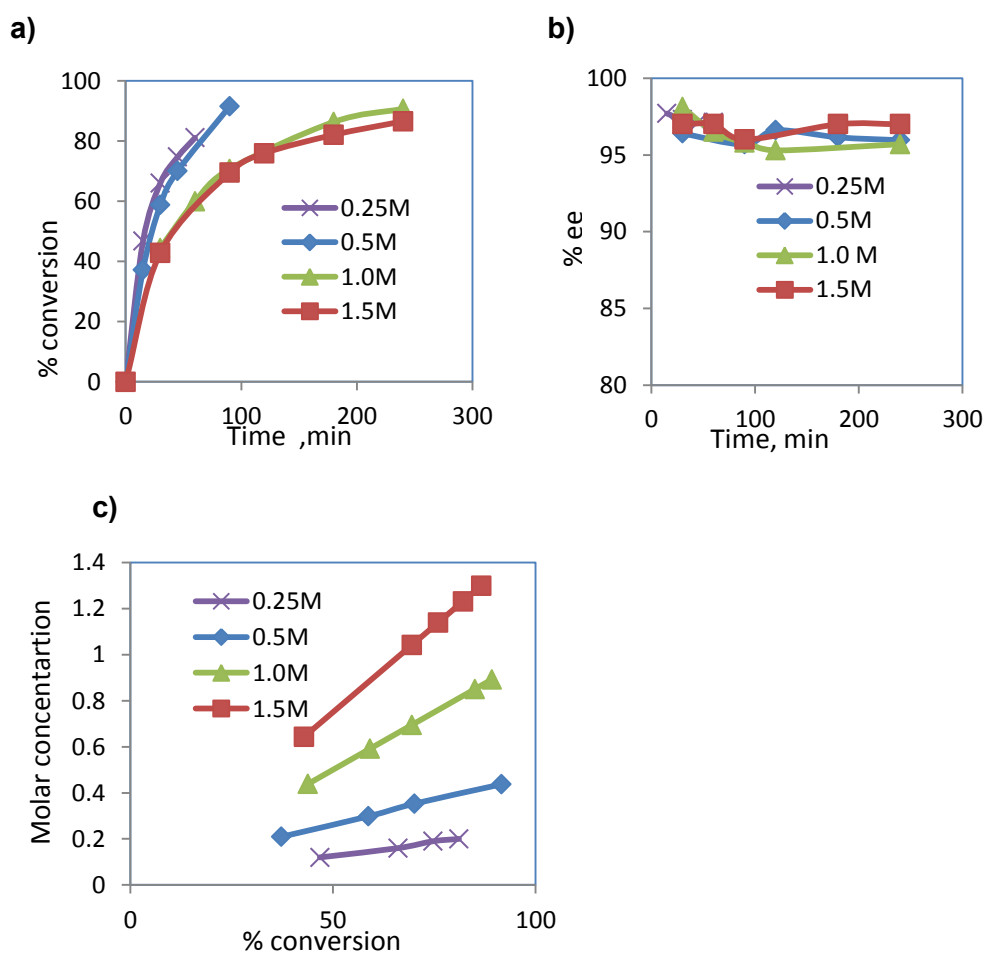 a)
100
80
60
40
20
0
% conversion
0.25M
0.5M
1.0M
1.5M
0 100 200 300
Time ,min
b)
100
95
90
85
80
% ee
0.25M
0.5M
1.0 M
1.5M
0 100 200 300
Time, min
c)
1.4
1.2
1
0.8
0.6
0.4
0.2
0
Molar concentartion
0.25M
0.5M
1.0M
1.5M
0 50 100
% conversion